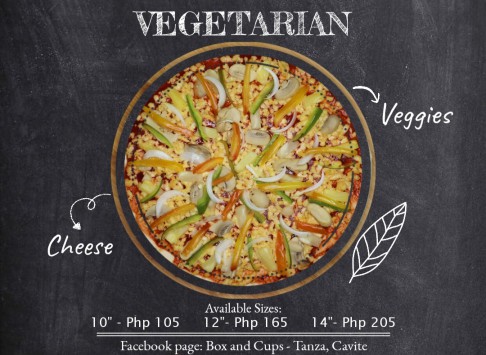 VEGETARIAN
Veggies
Cheese
Available Sizes:
10" - Php 105 12"- Php 165 14"- Php 205
Facebook page: Box and Cups - Tanza, Cavite